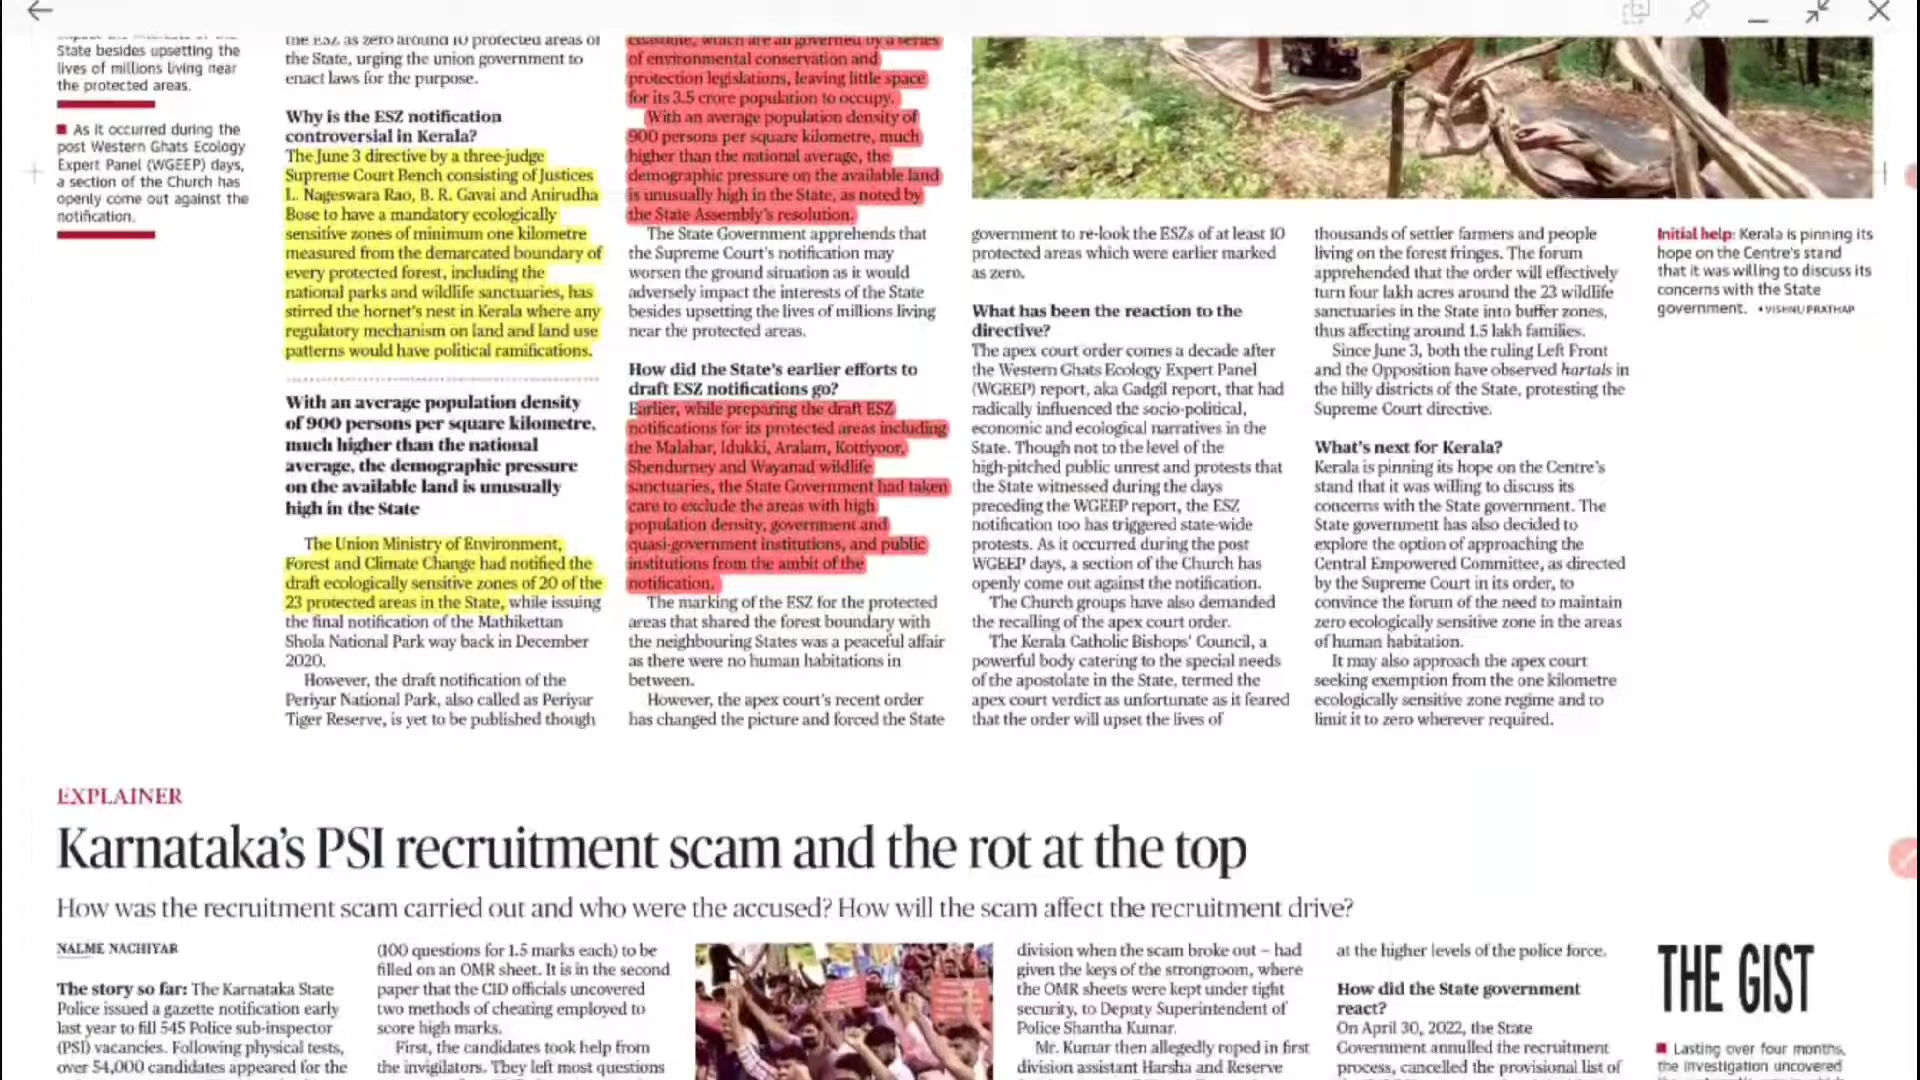 State besides upsetting the
lives of millions living near
the protected areas.
■ As it occurred during the
post Western Ghats Ecology
Expert Panel (WGEEP) days,
a section of the Church has
openly come out against the
notification.
the ESZ as zero around 10 protected areas of
the State, urging the union government to
enact laws for the purpose.
Why is the ESZ notification
controversial in Kerala?
The June 3 directive by a three-judge
Supreme Court Bench consisting of Justices
L. Nageswara Rao, B. R. Gavai and Anirudha
Bose to have a mandatory ecologically
sensitive zones of minimum one kilometre
measured from the demarcated boundary of
every protected forest, including the
national parks and wildlife sanctuaries, has
stirred the hornet's nest in Kerala where any
regulatory mechanism on land and land use
patterns would have political ramifications.
With an average population density
of 900 persons per square kilometre,
much higher than the national
average, the demographic pressure
on the available land is unusually
high in the State
The Union Ministry of Environment,
Forest and Climate Change had notified the
draft ecologically sensitive zones of 20 of the
23 protected areas in the State, while issuing
the final notification of the Mathikettan
Shola National Park way back in December
2020.
However, the draft notification of the
Periyar National Park, also called as Periyar
Tiger Reserve, is yet to be published though
coastline, which are all governed by a series
of environmental conservation and
protection legislations, leaving little space
for its 3.5 crore population to occupy.
With an average population density of
900 persons per square kilometre, much
higher than the national average, the
demographic pressure on the available land
is unusually high in the State, as noted by
the State Assembly's resolution.
The State Government apprehends that
the Supreme Court's notification may
worsen the ground situation as it would
adversely impact the interests of the State
besides upsetting the lives of millions living
near the protected areas.
How did the State's earlier efforts to
draft ESZ notifications go?
Earlier, while preparing the draft ESZ
notifications for its protected areas including
the Malabar, Idukki, Aralam, Kottiyoor,
Shendurney and Wayanad wildlife
sanctuaries, the State Government had taken
care to exclude the areas with high
population density, government and
quasi-government institutions, and public
institutions from the ambit of the
notification.
The marking of the ESZ for the protected
areas that shared the forest boundary with
the neighbouring States was a peaceful affair
as there were no human habitations in
between.
However, the apex court's recent order
has changed the picture and forced the State
government to re-look the ESZs of at least 10
protected areas which were earlier marked
as zero.
What has been the reaction to the
directive?
The apex court order comes a decade after
the Western Ghats Ecology Expert Panel
(WGEEP) report, aka Gadgil report, that had
radically influenced the socio-political,
economic and ecological narratives in the
State. Though not to the level of the
high-pitched public unrest and protests that
the State witnessed during the days
preceding the WGEEP report, the ESZ
notification too has triggered state-wide
protests. As it occurred during the post
WGEEP days, a section of the Church has
openly come out against the notification.
The Church groups have also demanded
the recalling of the apex court order.
The Kerala Catholic Bishops' Council, a
powerful body catering to the special needs
of the apostolate in the State, termed the
apex court verdict as unfortunate as it feared
that the order will upset the lives of
thousands of settler farmers and people
living on the forest fringes. The forum
apprehended that the order will effectively
turn four lakh acres around the 23 wildlife
sanctuaries in the State into buffer zones,
thus affecting around 1.5 lakh families.
Since June 3, both the ruling Left Front
and the Opposition have observed hartals in
the hilly districts of the State, protesting the
Supreme Court directive.
What's next for Kerala?
Kerala is pinning its hope on the Centre's
stand that it was willing to discuss its
concerns with the State government. The
State government has also decided to
explore the option of approaching the
Central Empowered Committee, as directed
by the Supreme Court in its order, to
convince the forum of the need to maintain
zero ecologically sensitive zone in the areas
of human habitation.
It may also approach the apex court
seeking exemption from the one kilometre
ecologically sensitive zone regime and to
limit it to zero wherever required.
Initial help: Kerala is pinning its
hope on the Centre's stand
that it was willing to discuss its
concerns with the State
government. • VISHNU PRATHAP
EXPLAINER
Karnataka's PSI recruitment scam and the rot at the top
How was the recruitment scam carried out and who were the accused? How will the scam affect the recruitment drive?
NALME NACHIYAR
The story so far: The Karnataka State
Police issued a gazette notification early
last year to fill 545 Police sub-inspector
(PSI) vacancies. Following physical tests,
over 54,000 candidates appeared for the
(100 questions for 1.5 marks each) to be
filled on an OMR sheet. It is in the second
paper that the CID officials uncovered
two methods of cheating employed to
score high marks.
First, the candidates took help from
the invigilators. They left most questions
division when the scam broke out – had
given the keys of the strongroom, where
the OMR sheets were kept under tight
security, to Deputy Superintendent of
Police Shantha Kumar.
Mr. Kumar then allegedly roped in first
division assistant Harsha and Reserve
at the higher levels of the police force.
How did the State government
react?
On April 30, 2022, the State
Government annulled the recruitment
process, cancelled the provisional list of
THE GIST
■ Lasting over four months,
the investigation uncovered